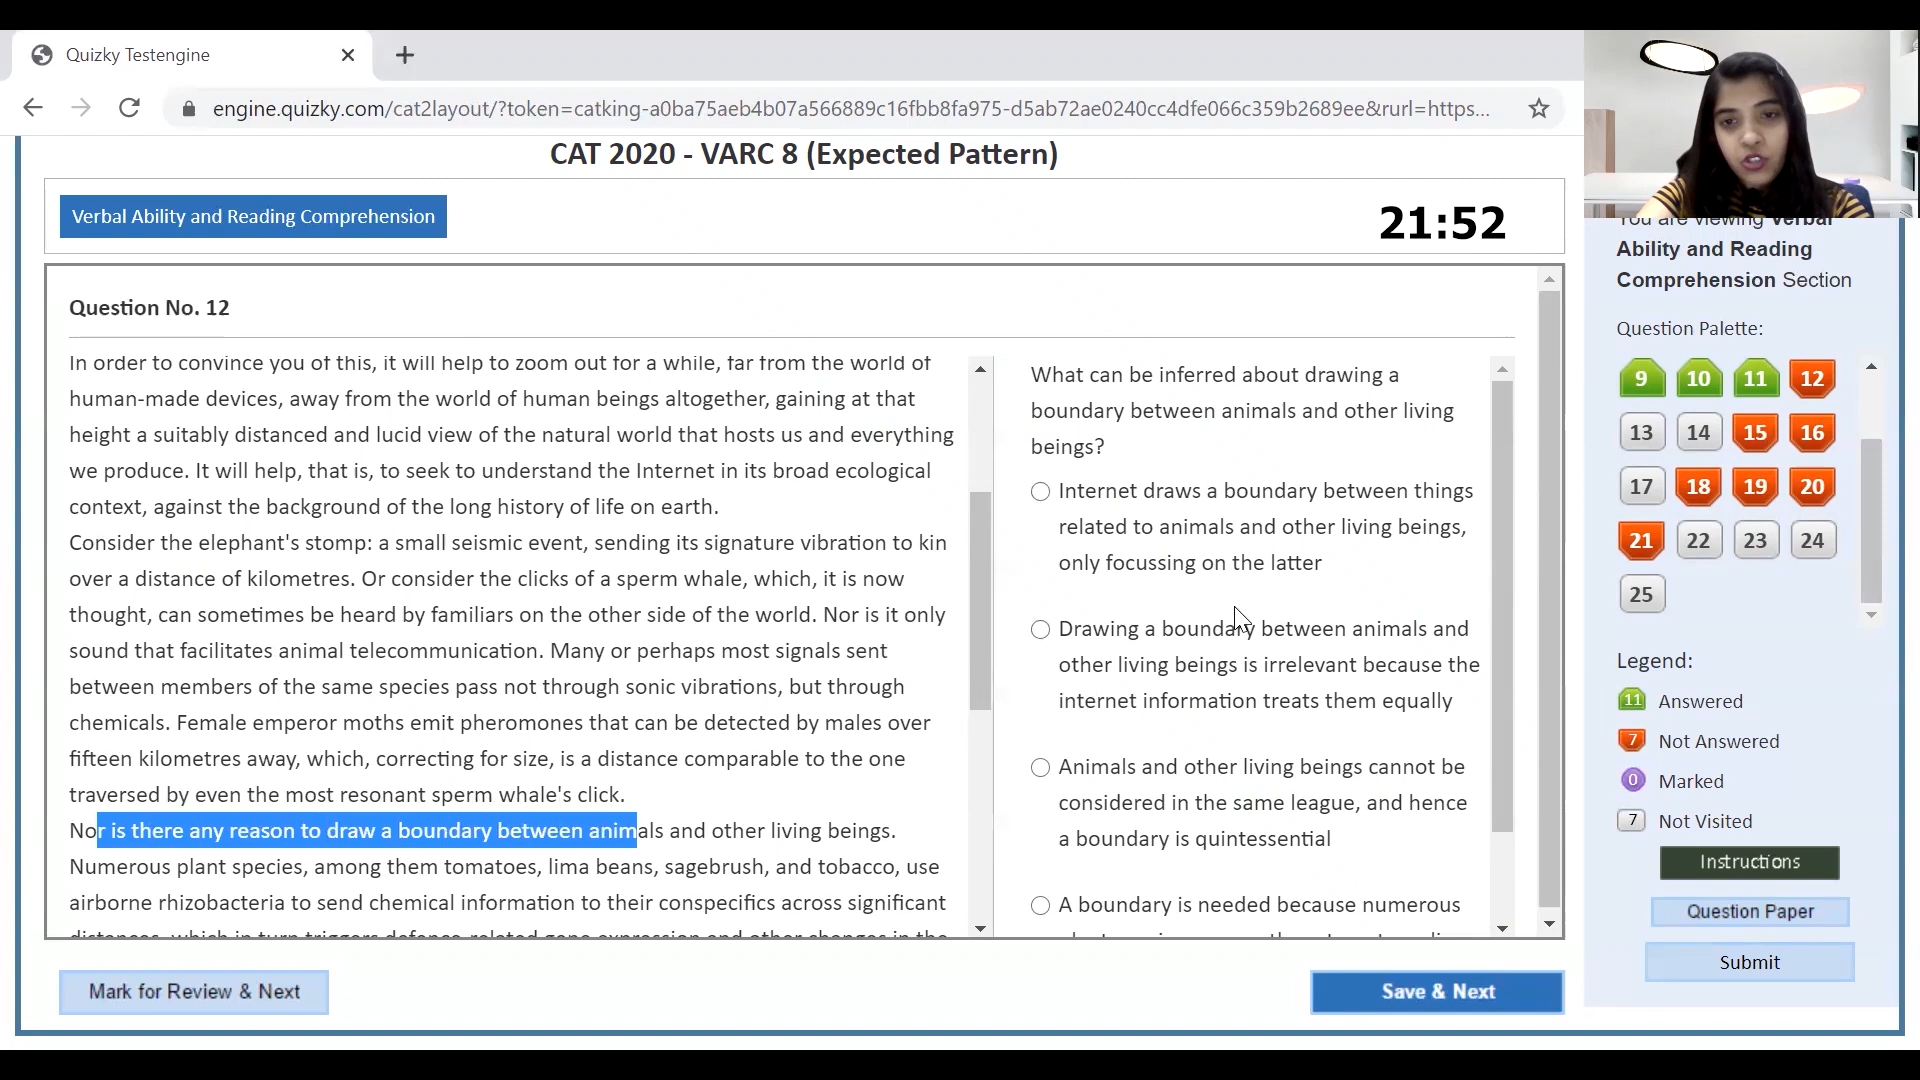 Quizky Testengine
engine.quizky.com/cat2layout/?token=catking-a0ba75aeb4b07a566889c16fbb8fa975-d5ab72ae0240cc4dfe066c359b2689ee&rurl=https...
CAT 2020 - VARC 8 (Expected Pattern)
Verbal Ability and Reading Comprehension
21:52
Question No. 12
In order to convince you of this, it will help to zoom out for a while, far from the world of
human-made devices, away from the world of human beings altogether, gaining at that
height a suitably distanced and lucid view of the natural world that hosts us and everything
we produce. It will help, that is, to seek to understand the Internet in its broad ecological
context, against the background of the long history of life on earth.
Consider the elephant's stomp: a small seismic event, sending its signature vibration to kin
over a distance of kilometres. Or consider the clicks of a sperm whale, which, it is now
thought, can sometimes be heard by familiars on the other side of the world. Nor is it only
sound that facilitates animal telecommunication. Many or perhaps most signals sent
between members of the same species pass not through sonic vibrations, but through
chemicals. Female emperor moths emit pheromones that can be detected by males over
fifteen kilometres away, which, correcting for size, is a distance comparable to the one
traversed by even the most resonant sperm whale's click.
Nor is there any reason to draw a boundary between animals and other living beings.
Numerous plant species, among them tomatoes, lima beans, sagebrush, and tobacco, use
airborne rhizobacteria to send chemical information to their conspecifics across significant
distances, which in turn triggers defence-related gene expression and other changes in the
What can be inferred about drawing a
boundary between animals and other living
beings?
Internet draws a boundary between things
related to animals and other living beings,
only focussing on the latter
Drawing a boundary between animals and
other living beings is irrelevant because the
internet information treats them equally
Animals and other living beings cannot be
considered in the same league, and hence
a boundary is quintessential
A boundary is needed because numerous
Mark for Review & Next
Save & Next
You are viewing Verbal
Ability and Reading
Comprehension Section
Question Palette:
9 10 11 12
13 14 15 16
17 18 19 20
21 22 23 24
25
Legend:
11 Answered
7 Not Answered
0 Marked
7 Not Visited
Instructions
Question Paper
Submit